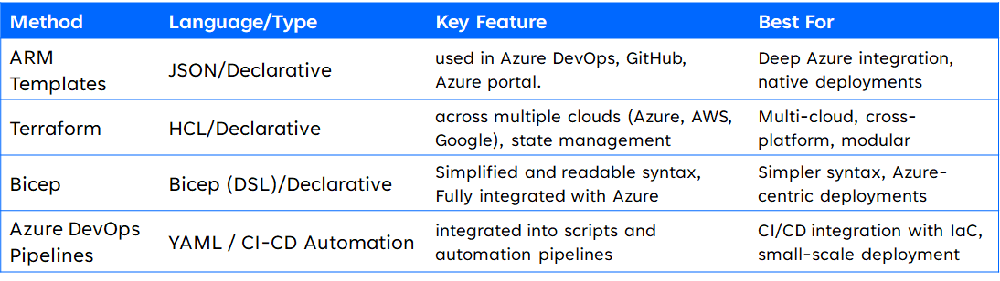 Method Language/Type Key Feature Best For
ARM
Templates
JSON/Declarative
used in Azure DevOps, GitHub,
Azure portal.
Deep Azure integration,
native deployments
Terraform
HCL/Declarative
across multiple clouds (Azure, AWS,
Google), state management
Multi-cloud, cross-
platform, modular
Bicep
Bicep (DSL)/Declarative
Simplified and readable syntax,
Fully integrated with Azure
Simpler syntax, Azure-
centric deployments
Azure DevOps
Pipelines
YAML / CI-CD Automation
integrated into scripts and
automation pipelines
CI/CD integration with IaC,
small-scale deployment